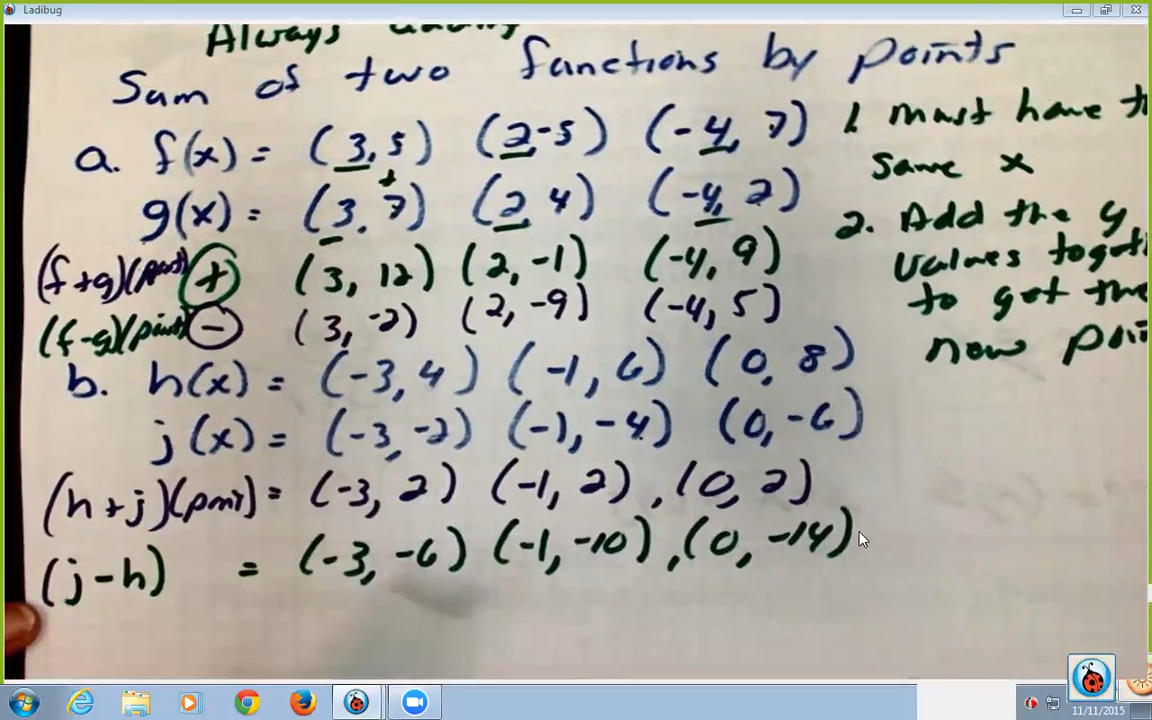 Ladibug
Always
Sum of two functions by points
a. f(x) = (3, 5) (2-5) (-4, 7)
+
g(x) = (3, 7) (2, 4) (-4, 2)
(f+g)(point) + (3, 12) (2, -1) (-4, 9)
(f-g)(point) - (3, -2) (2, -9) (-4, 5)
b. h(x) = (-3, 4) (-1, 6) (0, 8)
j(x) = (-3, -2) (-1, -4) (0, -6)
(h+j)(point) = (-3, 2) (-1, 2), (0, 2)
(j-h) = (-3, -6) (-1, -10), (0, -14)
1. must have
same x
2. Add the y
values
to get the
new
11/11/2015